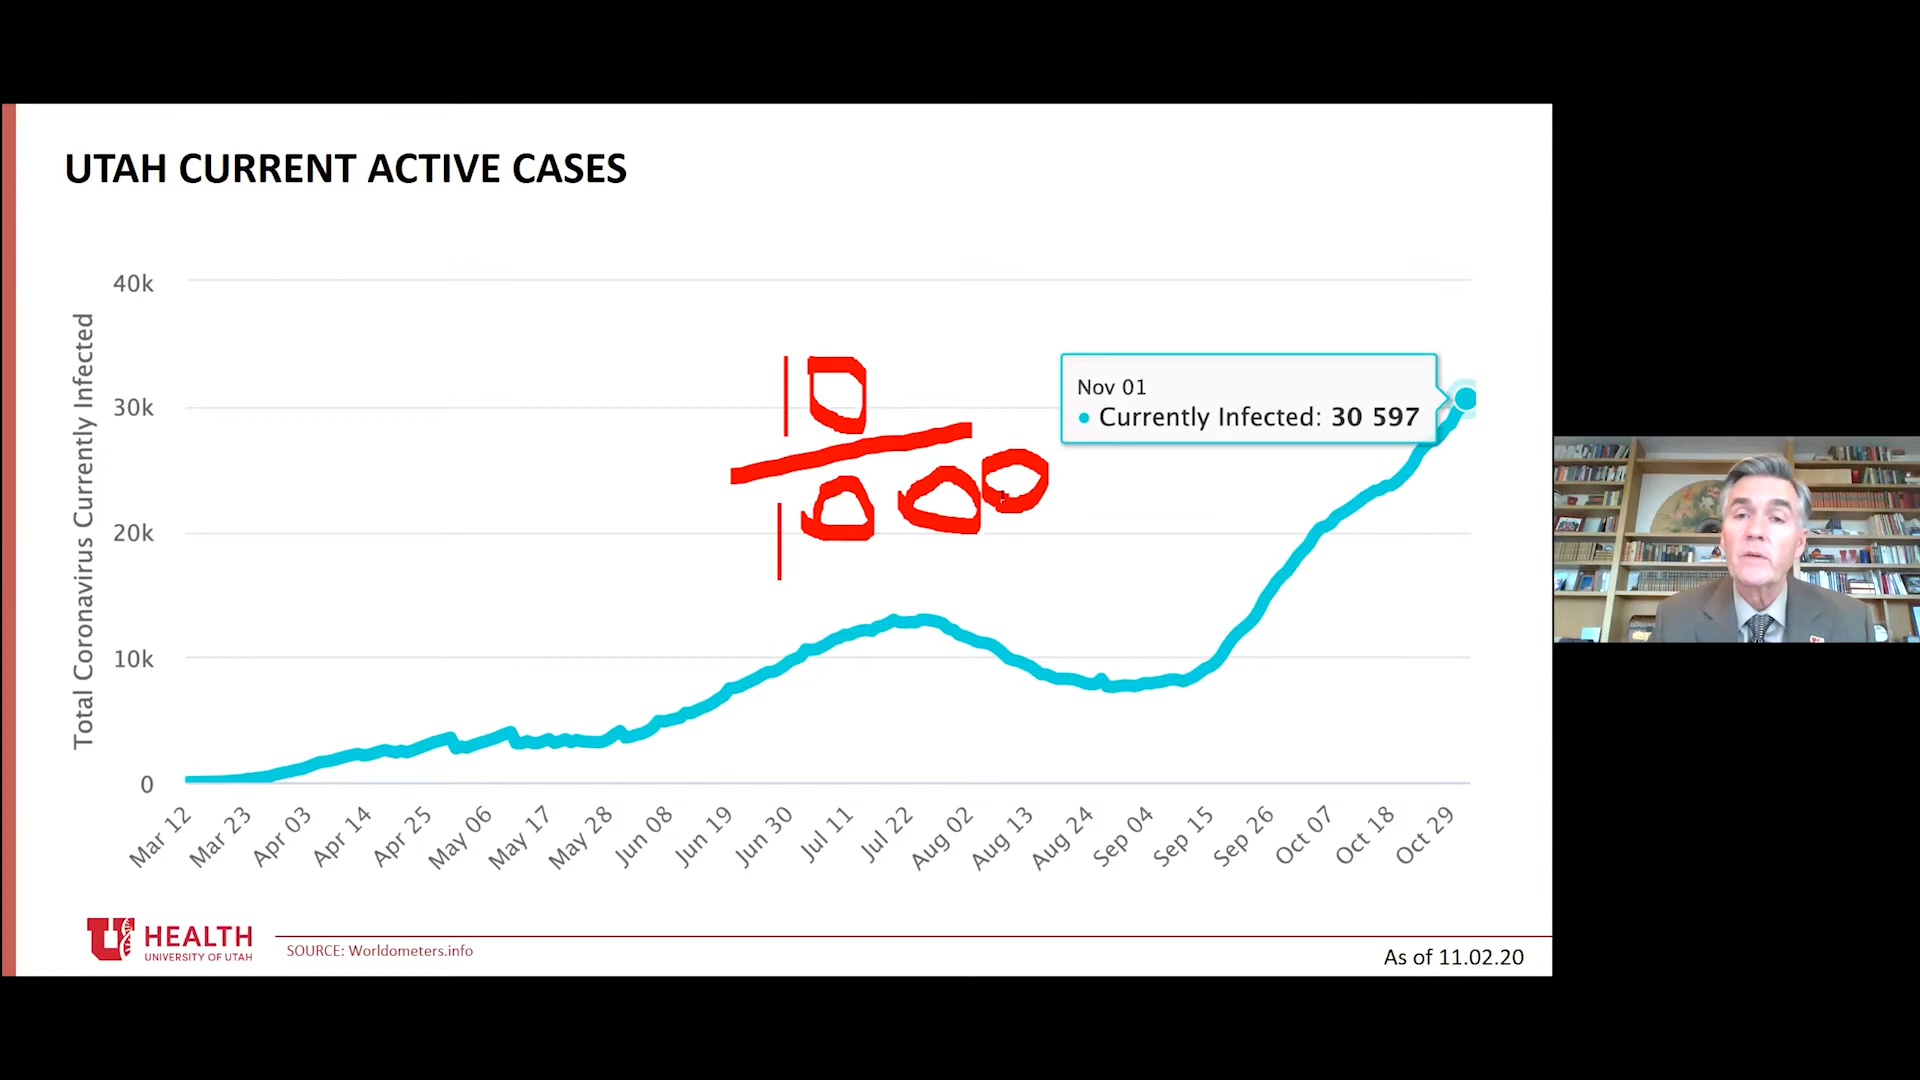 UTAH CURRENT ACTIVE CASES
Total Coronavirus Currently Infected
40k
30k
20k
10k
0
10
1000
Nov 01
● Currently Infected: 30 597
Mar 12 Mar 23 Apr 03 Apr 14 Apr 25 May 06 May 17 May 28 Jun 08 Jun 19 Jun 30 Jul 11 Jul 22 Aug 02 Aug 13 Aug 24 Sep 04 Sep 15 Sep 26 Oct 07 Oct 18 Oct 29
U HEALTH
UNIVERSITY OF UTAH
SOURCE: Worldometers.info
As of 11.02.20